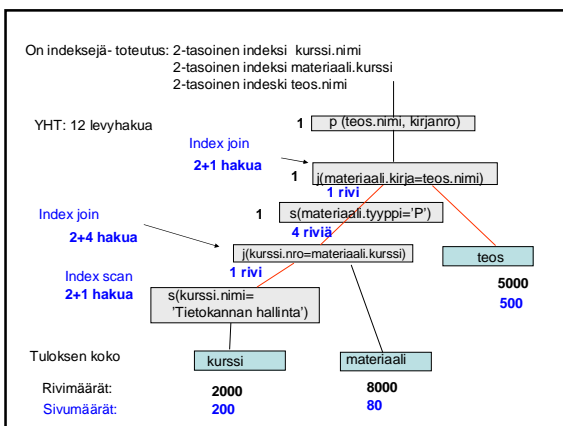 On indeksejä- toteutus: 2-tasoinen indeksi kurssi.nimi
2-tasoinen indeksi materiaali.kurssi
2-tasoinen indeski teos.nimi
YHT: 12 levyhakua
1 p (teos.nimi, kirjanro)
Index join
2+1 hakua
1 j(materiaali.kirja=teos.nimi)
1 rivi
1 s(materiaali.tyyppi='P')
4 riviä
Index join
2+4 hakua
j(kurssi.nro=materiaali.kurssi)
1 rivi
teos
5000
500
Index scan
2+1 hakua
s(kurssi.nimi=
'Tietokannan hallinta')
Tuloksen koko
kurssi materiaali
Rivimäärät: 2000 8000
Sivumäärät: 200 80